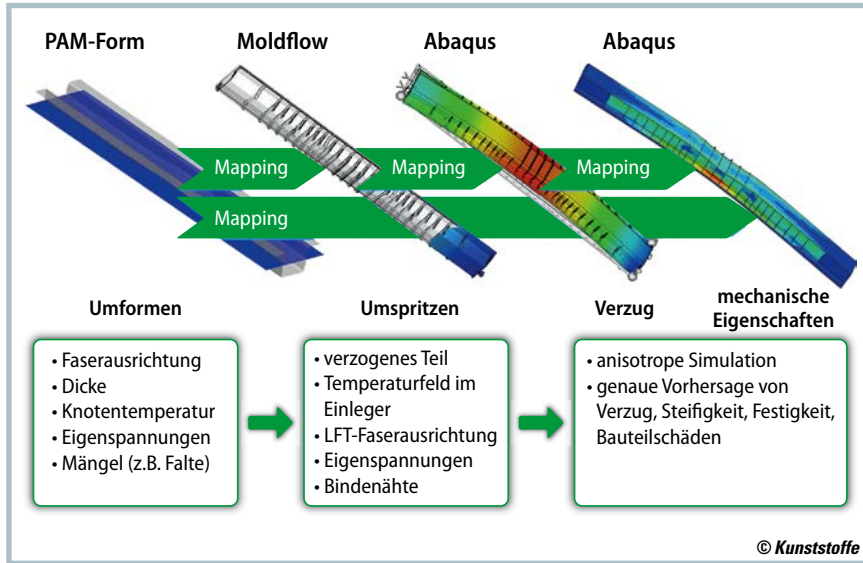 PAM-Form
Moldflow
Abaqus
Abaqus
Mapping
Mapping
Mapping
Mapping
Umformen
Umspritzen
Verzug
mechanische
Eigenschaften
• Faserausrichtung
• Dicke
• Knotentemperatur
• Eigenspannungen
• Mängel (z.B. Falte)
• verzogenes Teil
• Temperaturfeld im
Einleger
• LFT-Faserausrichtung
• Eigenspannungen
• Bindenähte
• anisotrope Simulation
• genaue Vorhersage von
Verzug, Steifigkeit, Festigkeit,
Bauteilschäden
© Kunststoffe